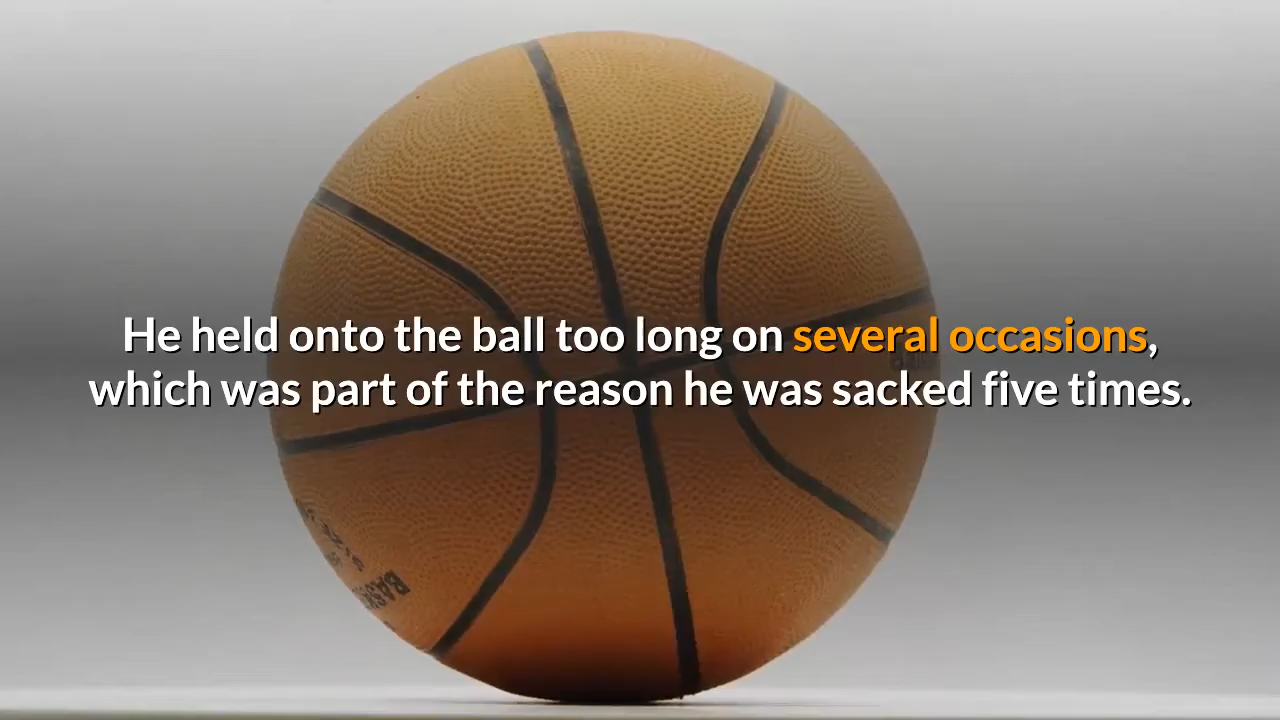 He held onto the ball too long on several occasions,
which was part of the reason he was sacked five times.